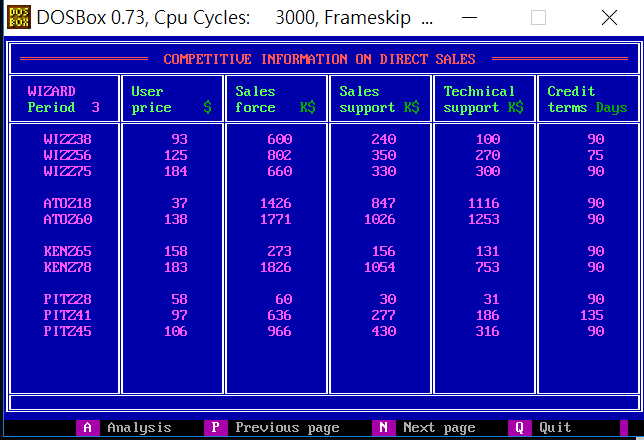 DOSBox 0.73, Cpu Cycles: 3000, Frameskip ...
COMPETITIVE INFORMATION ON DIRECT SALES
WIZARD User Sales Sales Technical Credit
Period 3 price $ force K$ support K$ support K$ terms Days
WIZZ38 93 600 240 100 90
WIZZ56 125 802 350 270 75
WIZZ75 184 660 330 300 90
ATOZ18 37 1426 847 1116 90
ATOZ60 138 1771 1026 1253 90
KENZ65 158 273 156 131 90
KENZ78 183 1826 1054 753 90
PITZ28 58 60 30 31 90
PITZ41 97 636 277 186 135
PITZ45 106 966 430 316 90
A Analysis P Previous page N Next page Q Quit